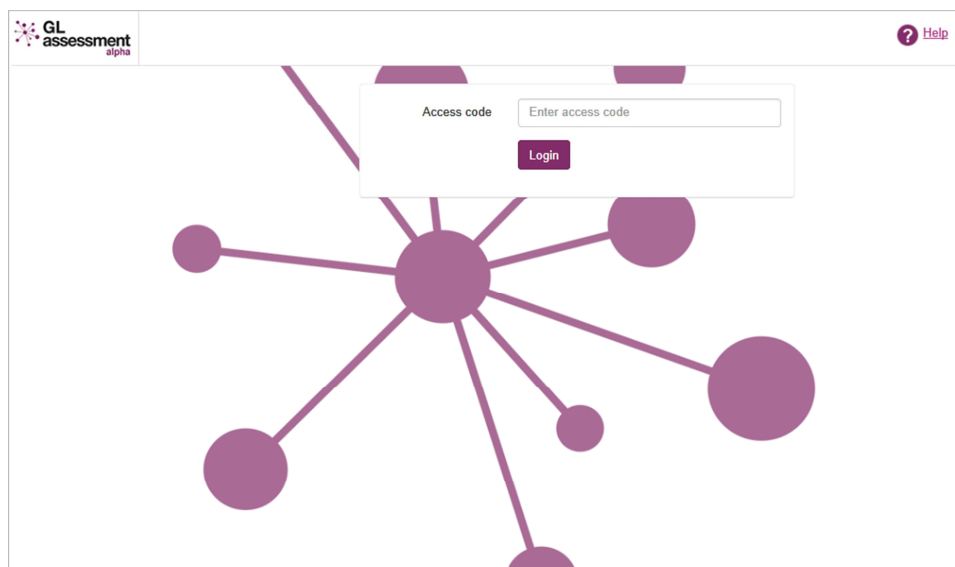 GL
assessment
alpha
? Help
Access code Enter access code
Login